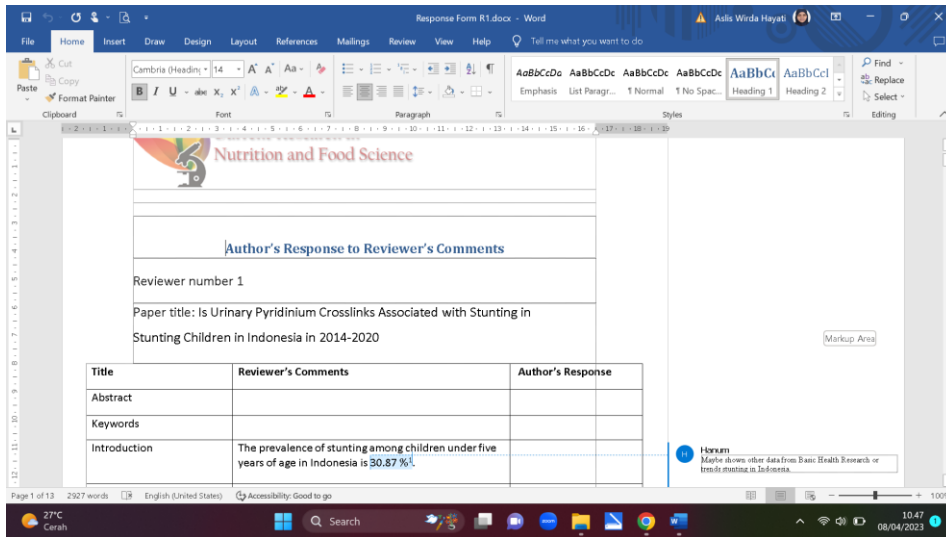 Response Form R1.docx - Word
Aslis Wirda Hayati
File Home Insert Draw Design Layout References Mailings Review View Help Tell me what you want to do
Paste
Cut
Copy
Format Painter
Clipboard
Cambria (Heading 14
Font
Paragraph
AaBbCcDa AaBbCcDc AaBbCcDc AaBbCcDc AaBbCc AaBbCcI
Emphasis List Paragr... ¶ Normal ¶ No Spac... Heading 1 Heading 2
Styles
Find
Replace
Select
Editing
Nutrition and Food Science
Author's Response to Reviewer's Comments
Reviewer number 1
Paper title: Is Urinary Pyridinium Crosslinks Associated with Stunting in
Stunting Children in Indonesia in 2014-2020
Markup Area
Title Reviewer's Comments Author's Response
Abstract
Keywords
Introduction The prevalence of stunting among children under five
years of age in Indonesia is 30.87 %¹.
H Hanum
Maybe shown other data from Basic Health Research or
trends stunting in Indonesia.
Page 1 of 13 2927 words English (United States) Accessibility: Good to go
27°C
Cerah
Search
10.47
08/04/2023